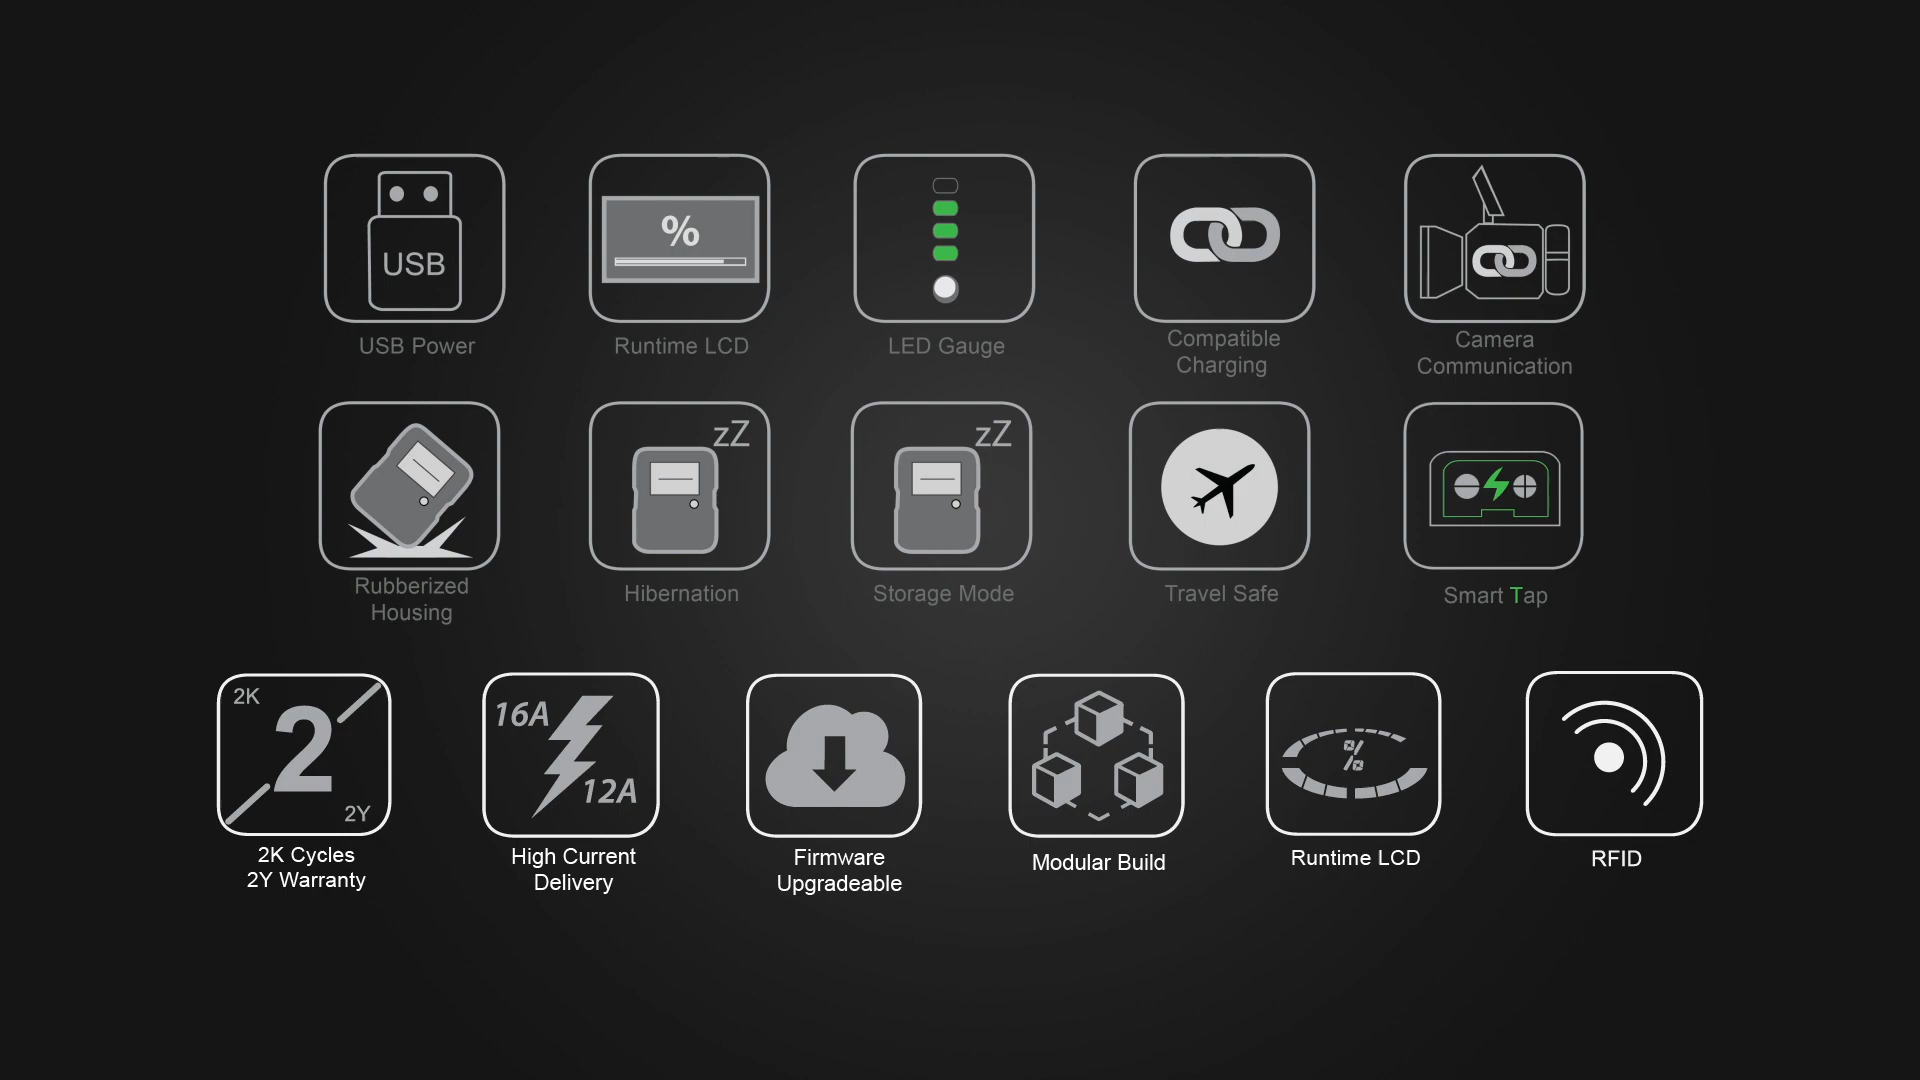 USB
%
USB Power
Runtime LCD
LED Gauge
Compatible
Charging
Camera
Communication
zZ
zZ
Rubberized
Housing
Hibernation
Storage Mode
Travel Safe
Smart Tap
2K
2
2Y
16A
12A
%
2K Cycles
2Y Warranty
High Current
Delivery
Firmware
Upgradeable
Modular Build
Runtime LCD
RFID